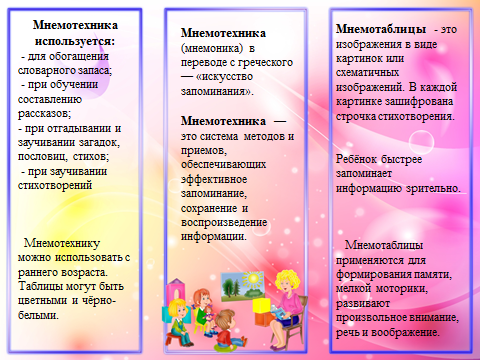 Мнемотехника
используется:
- для обогащения
словарного запаса;
- при обучении
составлению
рассказов;
- при отгадывании и
заучивании загадок,
пословиц, стихов;
- при заучивании
стихотворений
Мнемотехнику
можно использовать с
раннего возраста.
Таблицы могут быть
цветными и чёрно-
белыми.
Мнемотехника
(мнемоника) в
переводе с греческого
— «искусство
запоминания».
Мнемотехника —
это система методов и
приемов,
обеспечивающих
эффективное
запоминание,
сохранение и
воспроизведение
информации.
Мнемотаблицы - это
изображения в виде
картинок или
схематичных
изображений. В каждой
картинке зашифрована
строчка стихотворения.
Ребёнок быстрее
запоминает
информацию зрительно.
Мнемотаблицы
применяются для
формирования памяти,
мелкой моторики,
развивают
произвольное внимание,
речь и воображение.